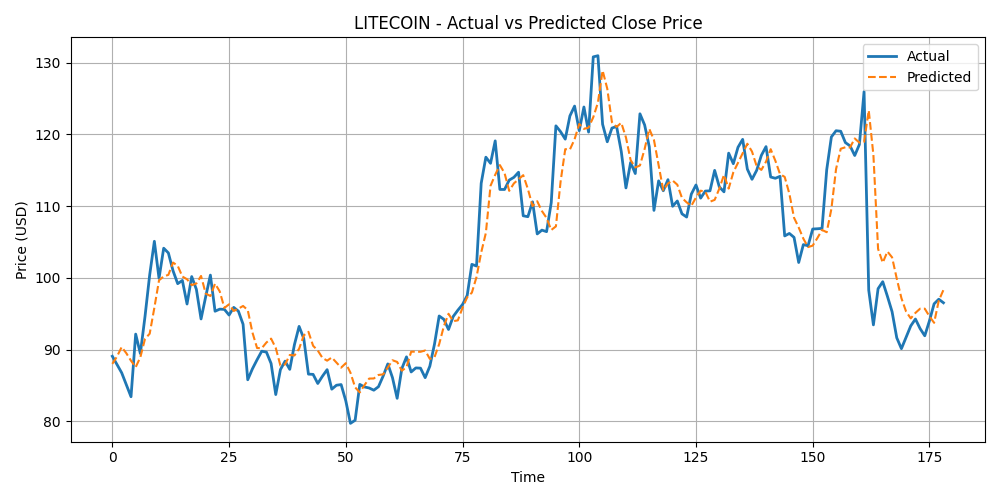 LITECOIN - Actual vs Predicted Close Price
Actual
Predicted
Price (USD)
130
120
110
100
90
80
0 25 50 75 100 125 150 175
Time